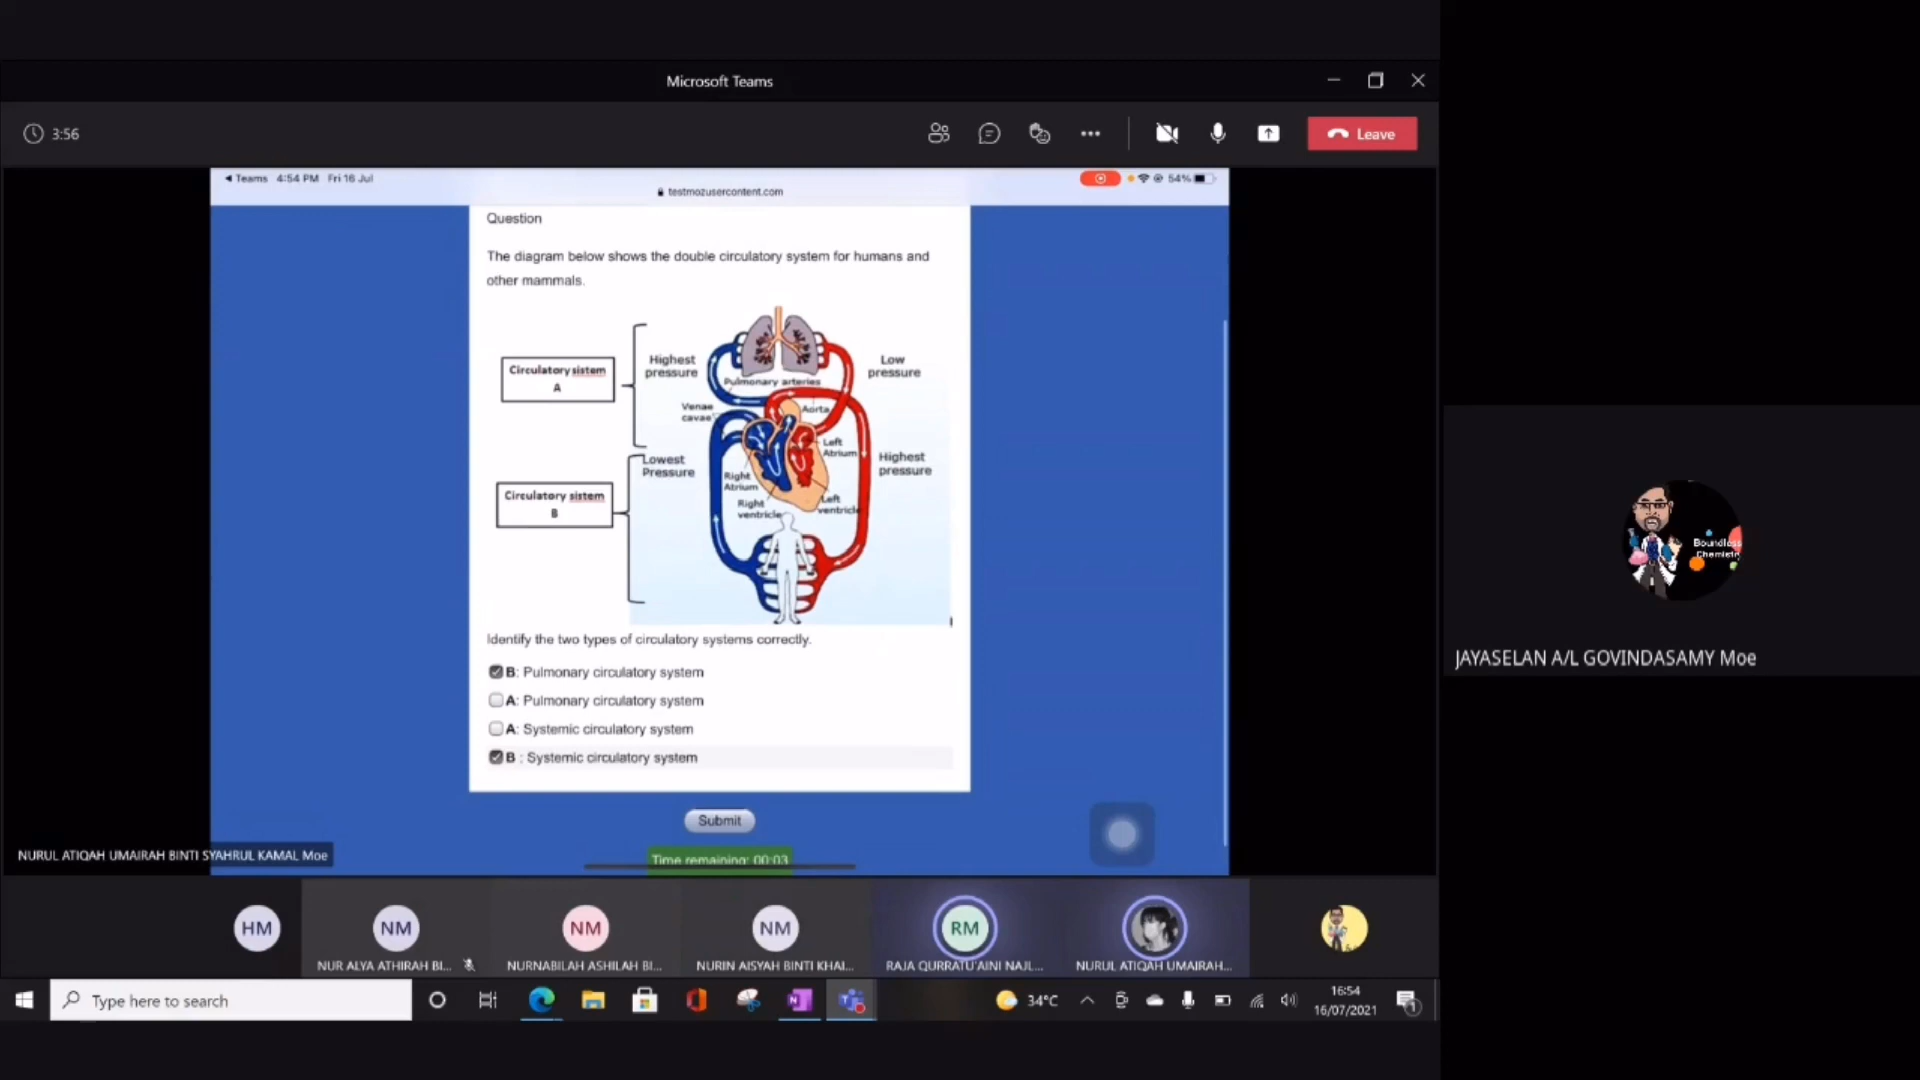 Microsoft Teams
3:56
Leave
Teams 4:54 PM Fri 16 Jul
testmozusercontent.com
54%
Question
The diagram below shows the double circulatory system for humans and
other mammals.
Circulatory sistem
A
Highest
pressure
Low
pressure
Pulmonary arteries
Venae
cavae
Aorta
Left
Atrium
Lowest
Pressure
Highest
pressure
Right
Atrium
Circulatory sistem
B
Right
ventricle
Left
ventricle
Identify the two types of circulatory systems correctly.
B: Pulmonary circulatory system
A: Pulmonary circulatory system
A: Systemic circulatory system
B : Systemic circulatory system
Submit
Time remaining: 00:03
NURUL ATIQAH UMAIRAH BINTI SYAHRUL KAMAL Moe
Boundless
Chemistry
JAYASELAN A/L GOVINDASAMY Moe
HM
NM
NUR ALYA ATHIRAH BI...
NM
NURNABILAH ASHILAH BI...
NM
NURIN AISYAH BINTI KHAI...
RM
RAJA QURRATU'AINI NAJL...
NURUL ATIQAH UMAIRAH...
Type here to search
34°C
16:54
16/07/2021
1